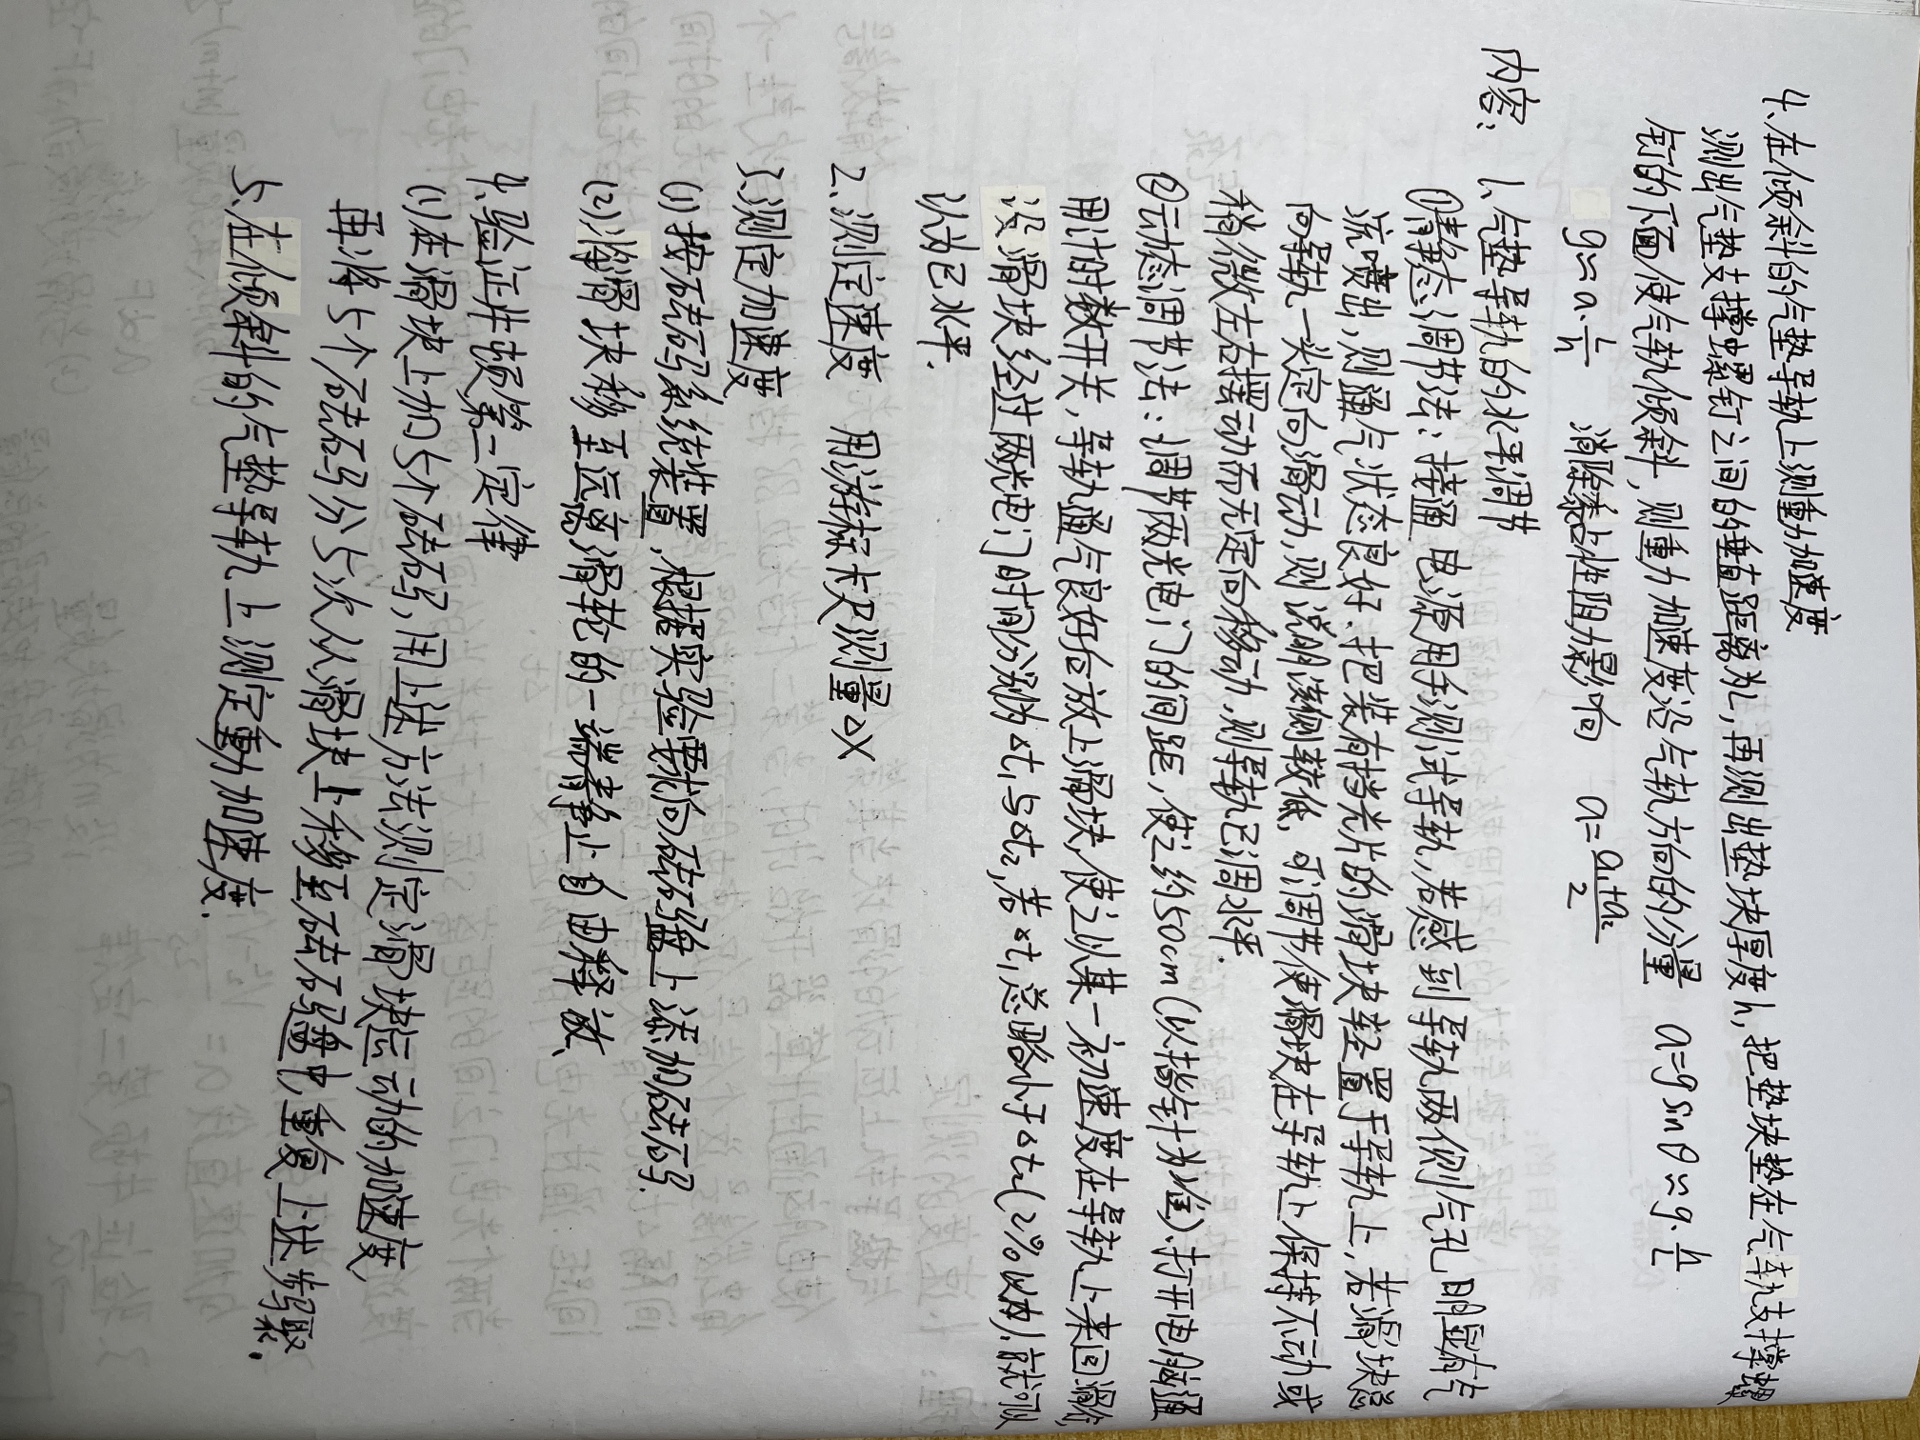 4、在倾斜的气垫导轨上测重力加速度
测出气垫支撑螺钉之间的垂直距离为L,再测出垫块厚度h,把垫块垫在气轨支撑螺
钉的下面使气轨倾斜,则重力加速度沿气轨方向的分量 a=gsinθ≈g·h/L
g≈a·L/h 消除黏性阻力影响 a=(a₁+a₂)/2
内容: 1、气垫导轨的水平调节
①静态调节法:接通电源用手测试导轨,若感到导轨两侧气孔明显有气
流喷出,则通气状态良好.把装有挡光片的滑块轻置于导轨上,若滑块总
向导轨一头定向滑动,则说明该侧较低,可调节使滑块在导轨上保持不动或
稍微左右摆动而无定向移动,则导轨已调水平.
②动态调节法:调节两光电门的间距,使之约50cm(以指针为准)、打开电脑通
用计时数开关,导轨通气良好后放上滑块,使之以某一初速度在导轨上来回滑行,
设滑块经过两光电门时间分别为Δt₁与Δt₂,若Δt₁总略小于Δt₂(2%以内).就可以
认为已水平.
2、测定速度 用游标卡尺测量ΔX
3、测定加速度
(1)按砝码系统装置,根据实验要求向砝码盘上添加砝码.
(2)将滑块移至远离滑轮的一端静止自由释放、
4、验证牛顿第二定律
(1)在滑块上加5个砝码,用上述方法测定滑块运动的加速度,
再将5个砝码分5次从滑块上移至砝码盘中,重复上述步骤.
5、在倾斜的气垫导轨上测定重力加速度.